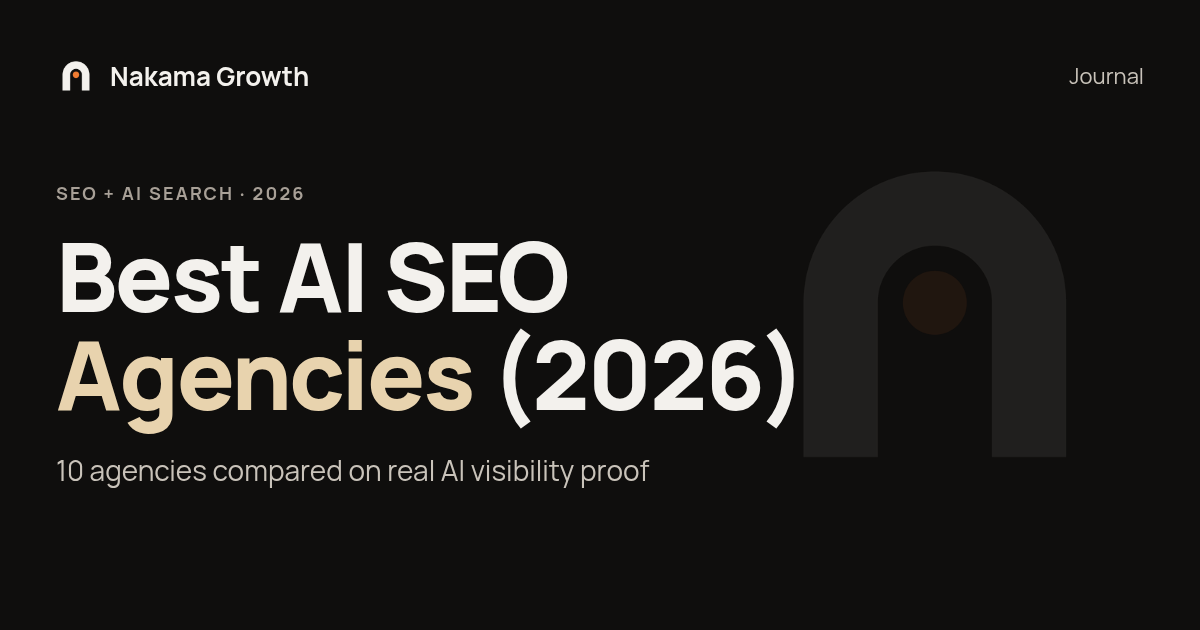 Nakama Growth
Journal
SEO + AI SEARCH · 2026
Best AI SEO
Agencies (2026)
10 agencies compared on real AI visibility proof